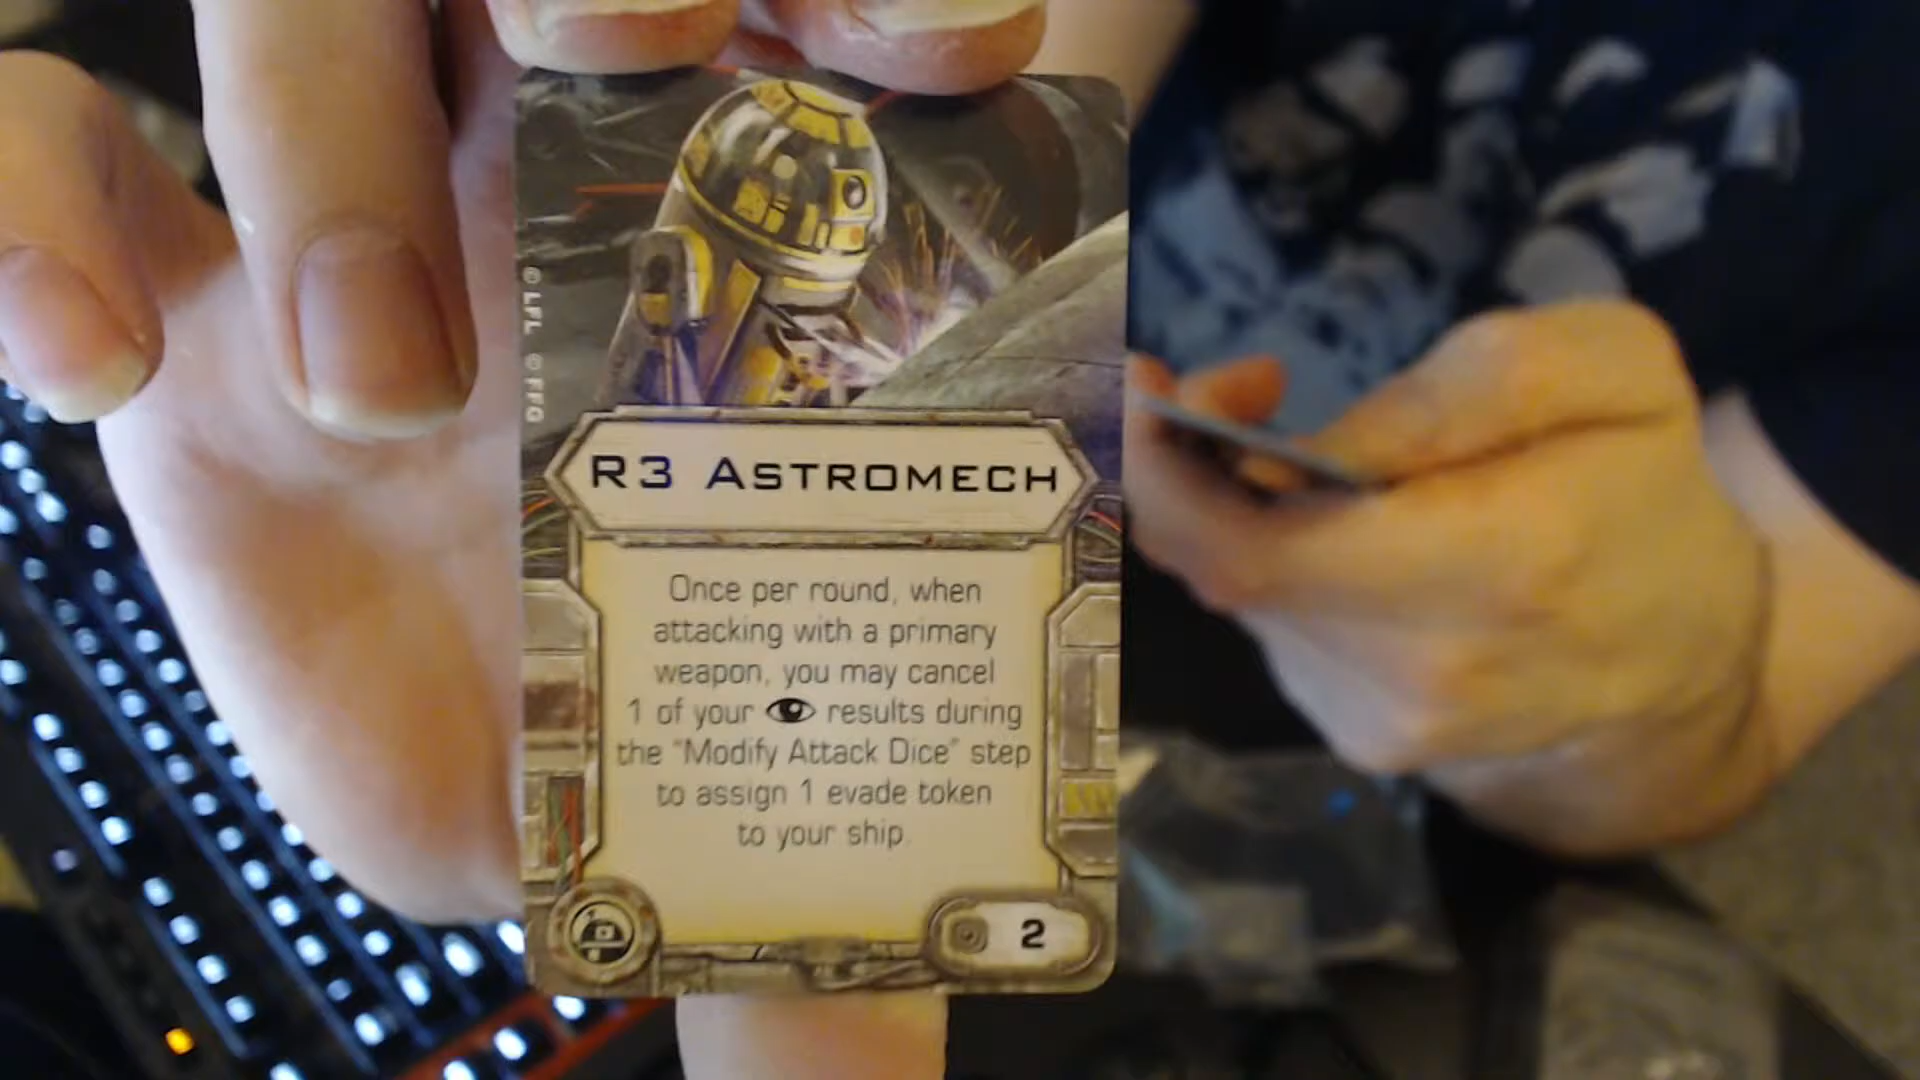 © LFL © FFG
R3 ASTROMECH
Once per round, when
attacking with a primary
weapon, you may cancel
1 of your results during
the "Modify Attack Dice" step
to assign 1 evade token
to your ship.
2